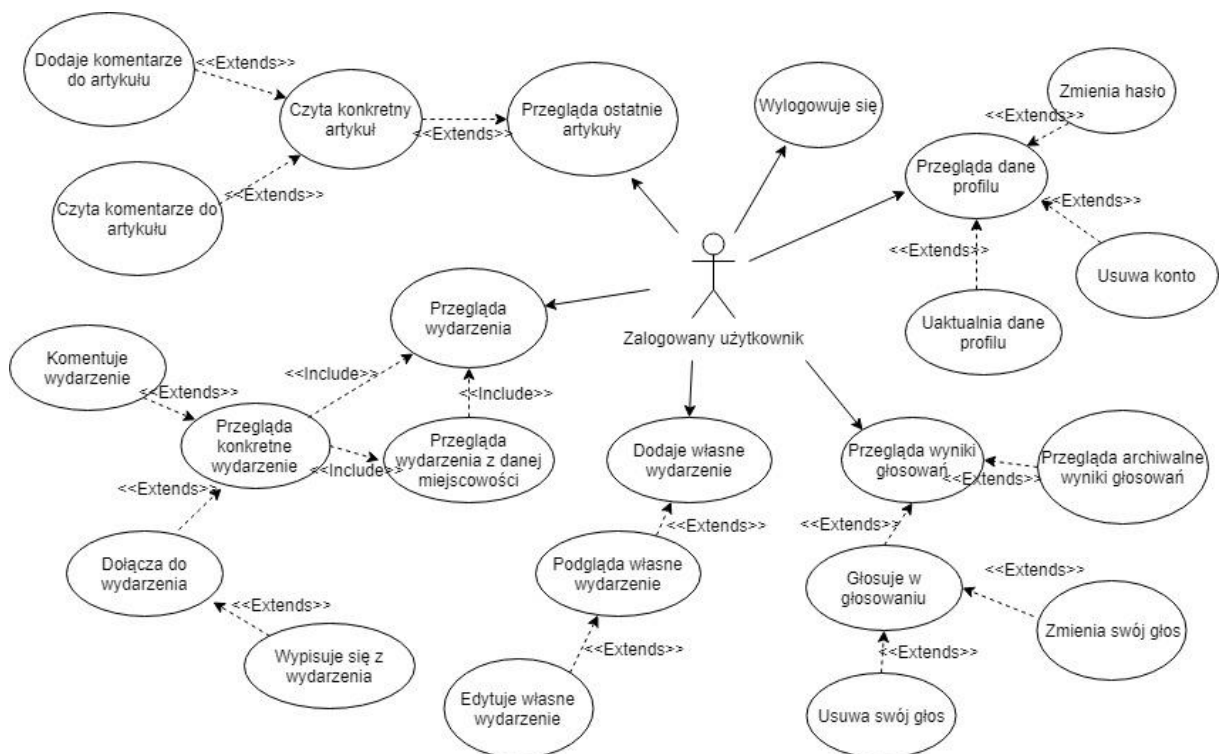 Dodaje komentarze
do artykułu
<<Extends>>
Czyta konkretny
artykuł
<<Extends>>
Przegląda ostatnie
artykuły
Wylogowuje się
Zmienia hasło
<<Extends>>
Czyta komentarze do
artykułu
<<Extends>>
Przegląda dane
profilu
<<Extends>>
<<Extends>>
Usuwa konto
Uaktualnia dane
profilu
Zalogowany użytkownik
Przegląda
wydarzenia
Komentuje
wydarzenie
<<Extends>>
<<Include>>
<<Include>>
Przegląda
konkretne
wydarzenie
<<Include>>
Przegląda
wydarzenia z danej
miejscowości
<<Extends>>
Dołącza do
wydarzenia
<<Extends>>
Wypisuje się z
wydarzenia
Dodaje własne
wydarzenie
<<Extends>>
Podgląda własne
wydarzenie
<<Extends>>
Edytuje własne
wydarzenie
Przegląda wyniki
głosowań
<<Extends>>
Przegląda archiwalne
wyniki głosowań
<<Extends>>
Głosuje w
głosowaniu
<<Extends>>
Zmienia swój głos
<<Extends>>
Usuwa swój głos